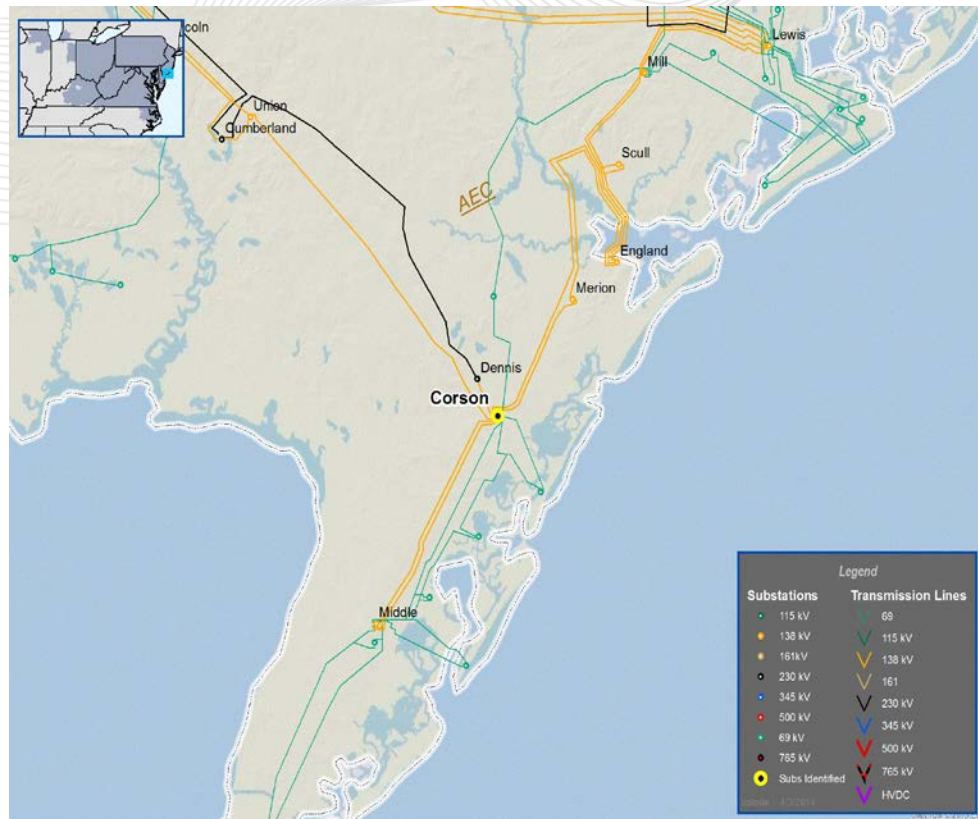 coln
Lewis
Mill
Union
Cumberland
Scull
AEC
England
Merion
Dennis
Corson
Middle
Legend
Substations Transmission Lines
115 kV 69
138 kV 115 kV
161kV 138 kV
230 kV 161
345 kV 230 kV
500 kV 345 kV
69 kV 500 kV
765 kV 765 kV
Subs Identified HVDC